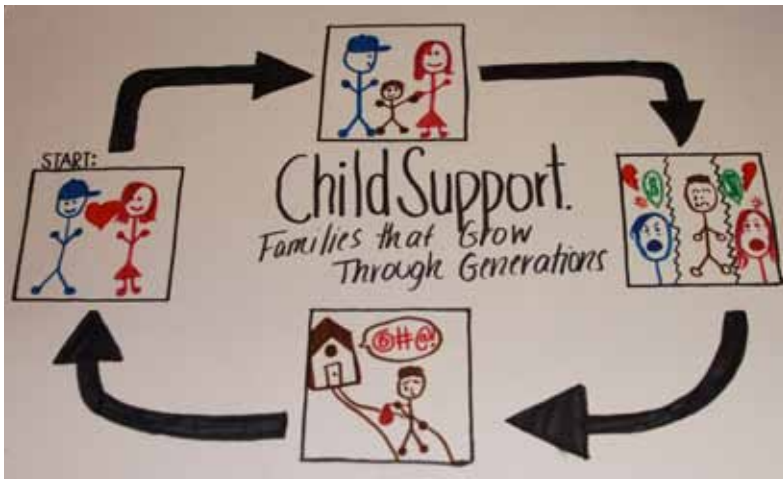 START:
Child Support.
Families that Grow
Through Generations
$
$
@#@!